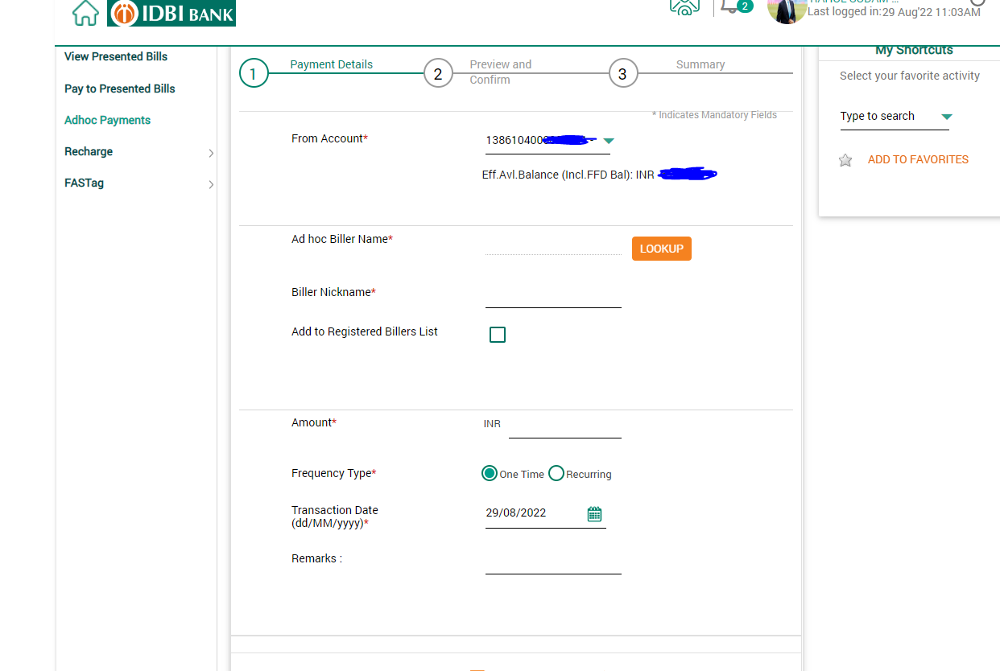 IDBI BANK
2
Last logged in:29 Aug'22 11:03AM
View Presented Bills
Pay to Presented Bills
Adhoc Payments
Recharge
FASTag
1
Payment Details
2
Preview and
Confirm
3
Summary
* Indicates Mandatory Fields
From Account*
138610400
Eff.Avl.Balance (Incl.FFD Bal): INR
Ad hoc Biller Name*
LOOKUP
Biller Nickname*
Add to Registered Billers List
Amount*
INR
Frequency Type*
One Time
Recurring
Transaction Date
(dd/MM/yyyy)*
29/08/2022
Remarks :
My Shortcuts
Select your favorite activity
Type to search
ADD TO FAVORITES